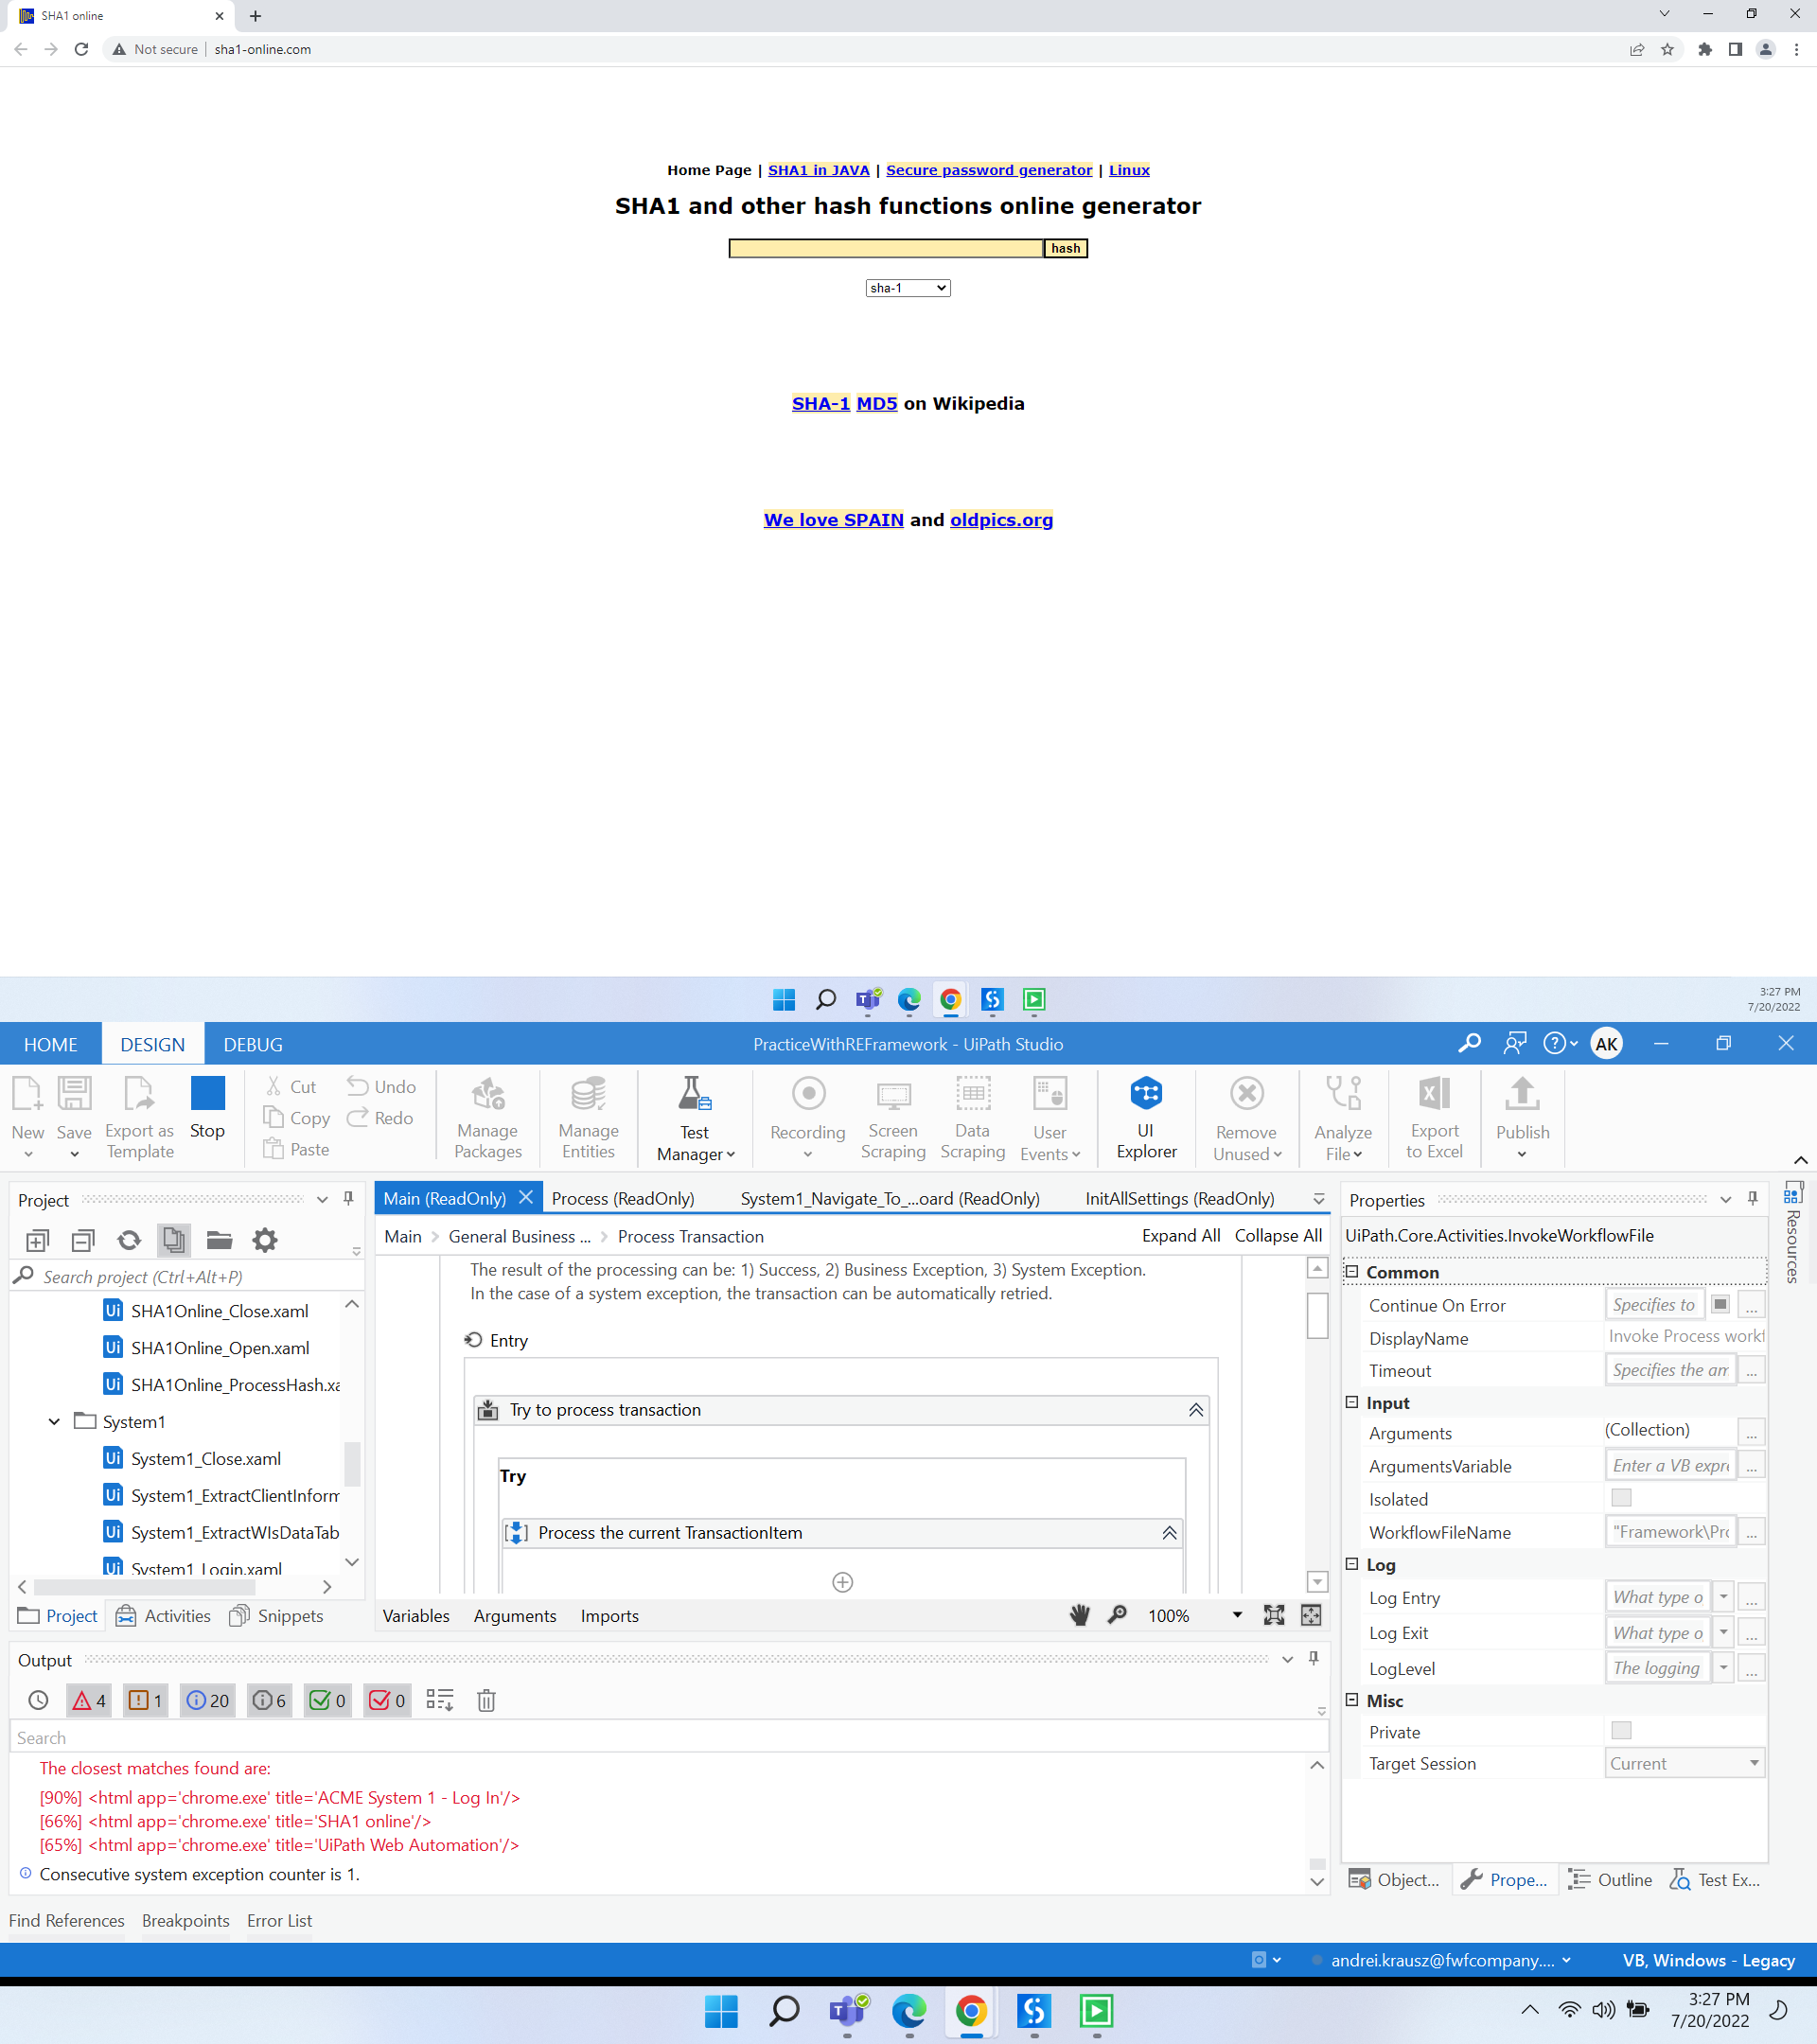 SHA1 online
Not secure
sha1-online.com
Home Page | SHA1 in JAVA | Secure password generator | Linux
SHA1 and other hash functions online generator
hash
sha-1
SHA-1 MD5 on Wikipedia
We love SPAIN and oldpics.org
3:27 PM
7/20/2022
HOME DESIGN DEBUG
PracticeWithREFramework - UiPath Studio
AK
New
Save
Export as Template
Stop
Cut
Copy
Paste
Undo
Redo
Manage Packages
Manage Entities
Test Manager
Recording
Screen Scraping
Data Scraping
User Events
UI Explorer
Remove Unused
Analyze File
Export to Excel
Publish
Project
Search project (Ctrl+Alt+P)
SHA1Online_Close.xaml
SHA1Online_Open.xaml
SHA1Online_ProcessHash.xa
System1
System1_Close.xaml
System1_ExtractClientInform
System1_ExtractWIsDataTab
System1_Login.xaml
Project Activities Snippets
Main (ReadOnly) Process (ReadOnly) System1_Navigate_To_...oard (ReadOnly) InitAllSettings (ReadOnly)
Main General Business ... Process Transaction
Expand All Collapse All
The result of the processing can be: 1) Success, 2) Business Exception, 3) System Exception.
In the case of a system exception, the transaction can be automatically retried.
Entry
Try to process transaction
Try
Process the current TransactionItem
Variables Arguments Imports
100%
Properties
UiPath.Core.Activities.InvokeWorkflowFile
Common
Continue On Error Specifies to ...
DisplayName Invoke Process workf
Timeout Specifies the am ...
Input
Arguments (Collection) ...
ArgumentsVariable Enter a VB expre ...
Isolated
WorkflowFileName "Framework\Prc ...
Log
Log Entry What type o ...
Log Exit What type o ...
LogLevel The logging ...
Misc
Private
Target Session Current
Object... Prope... Outline Test Ex...
Resources
Output
4 1 20 6 0 0
Search
The closest matches found are:
[90%] <html app='chrome.exe' title='ACME System 1 - Log In'/>
[66%] <html app='chrome.exe' title='SHA1 online'/>
[65%] <html app='chrome.exe' title='UiPath Web Automation'/>
Consecutive system exception counter is 1.
Find References Breakpoints Error List
andrei.krausz@fwfcompany....
VB, Windows - Legacy
3:27 PM
7/20/2022